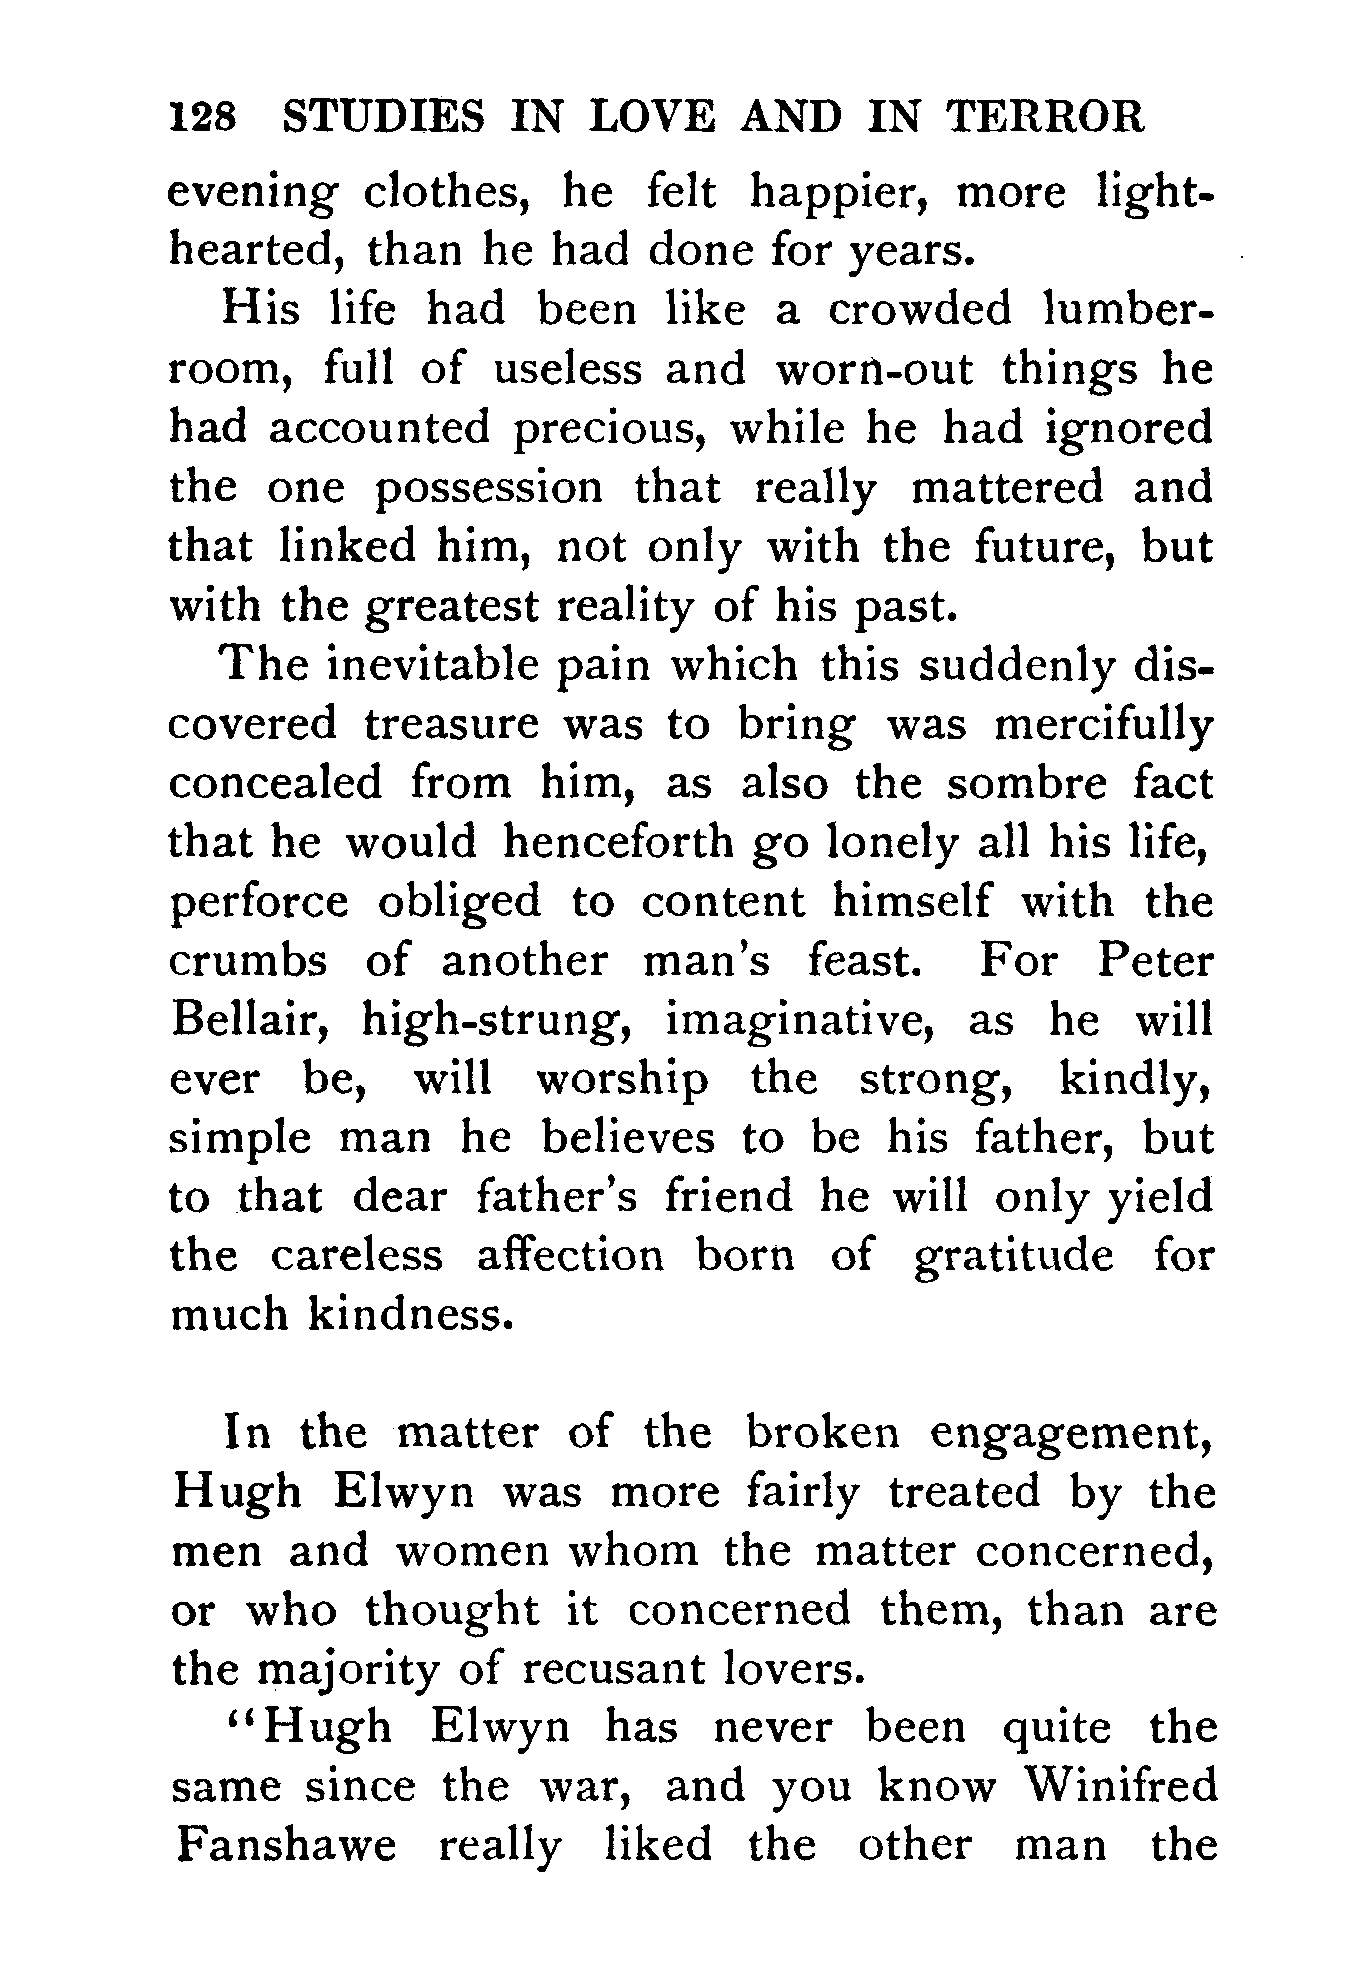 128 STUDIES IN LOVE AND IN TERROR
evening clothes, he felt happier, more light-
hearted, than he had done for years.
His life had been like a crowded lumber-
room, full of useless and worn-out things he
had accounted precious, while he had ignored
the one possession that really mattered and
that linked him, not only with the future, but
with the greatest reality of his past.
The inevitable pain which this suddenly dis-
covered treasure was to bring was mercifully
concealed from him, as also the sombre fact
that he would henceforth go lonely all his life,
perforce obliged to content himself with the
crumbs of another man's feast. For Peter
Bellair, high-strung, imaginative, as he will
ever be, will worship the strong, kindly,
simple man he believes to be his father, but
to that dear father's friend he will only yield
the careless affection born of gratitude for
much kindness.
In the matter of the broken engagement,
Hugh Elwyn was more fairly treated by the
men and women whom the matter concerned,
or who thought it concerned them, than are
the majority of recusant lovers.
“Hugh Elwyn has never been quite the
same since the war, and you know Winifred
Fanshawe really liked the other man the